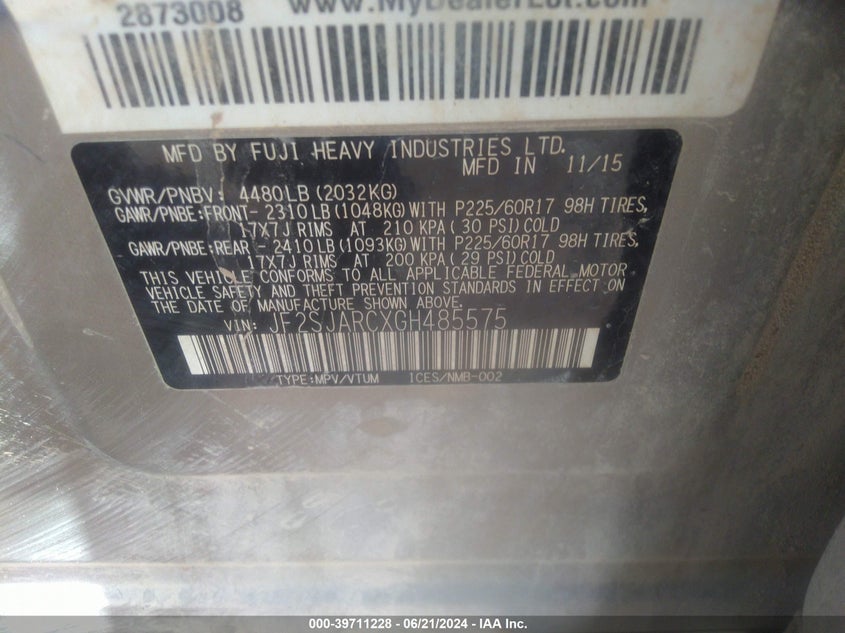 2873008 www.MyDealerLot.com
MFD BY FUJI HEAVY INDUSTRIES LTD.
MFD IN 11/15
GVWR/PNBV: 4480LB(2032KG)
GAWR/PNBE:FRONT- 2310LB(1048KG)WITH P225/60R17 98H TIRES,
17X7J RIMS AT 210 KPA( 30 PSI)COLD
GAWR/PNBE:REAR - 2410LB(1093KG)WITH P225/60R17 98H TIRES,
17X7J RIMS AT 200 KPA( 29 PSI)COLD
THIS VEHICLE CONFORMS TO ALL APPLICABLE FEDERAL MOTOR
VEHICLE SAFETY AND THEFT PREVENTION STANDARDS IN EFFECT ON
THE DATE OF MANUFACTURE SHOWN ABOVE.
VIN: JF2SJARCXGH485575
TYPE:MPV/VTUM ICES/NMB-002
000-39711228 - 06/21/2024 - IAA Inc.